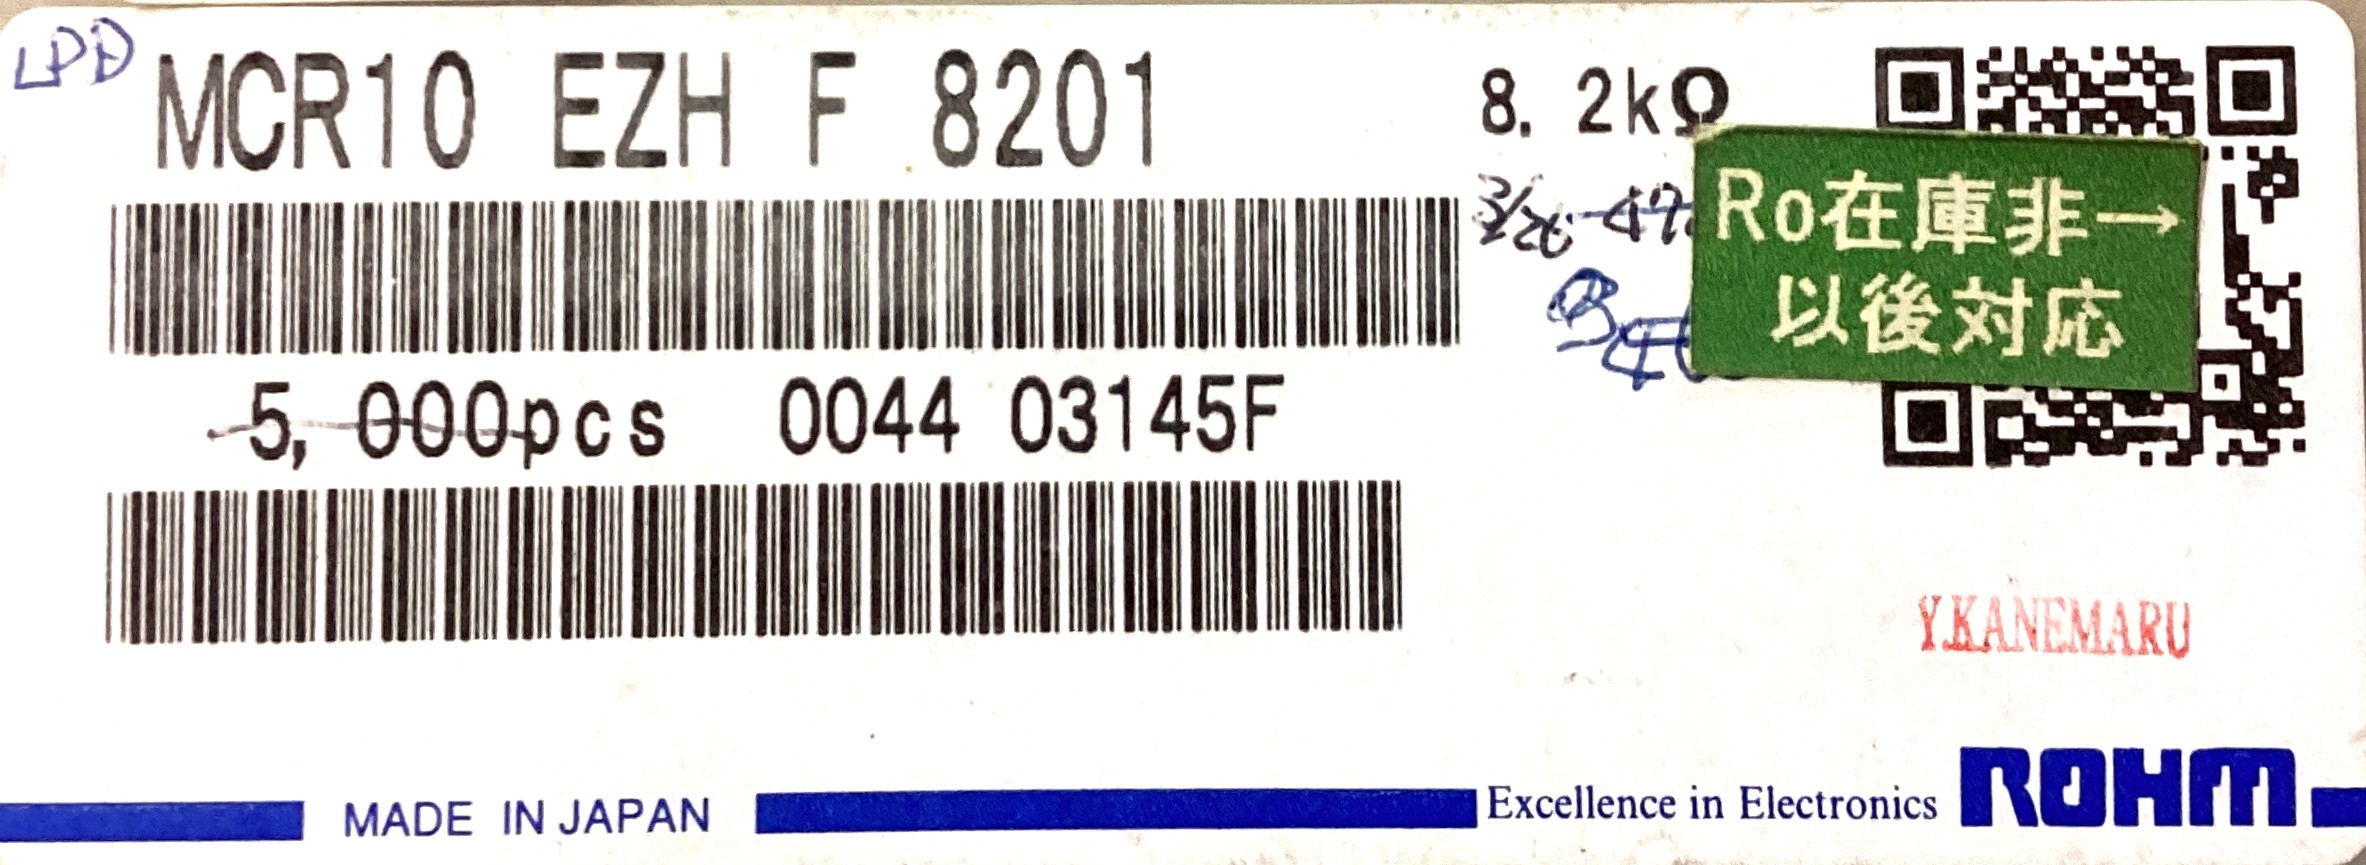 LPD
MCR10 EZH F 8201
8.2kΩ
Ro在庫非→
以後対応
5,000pcs 0044 03145F
Y.KANEMARU
MADE IN JAPAN
Excellence in Electronics ROHM